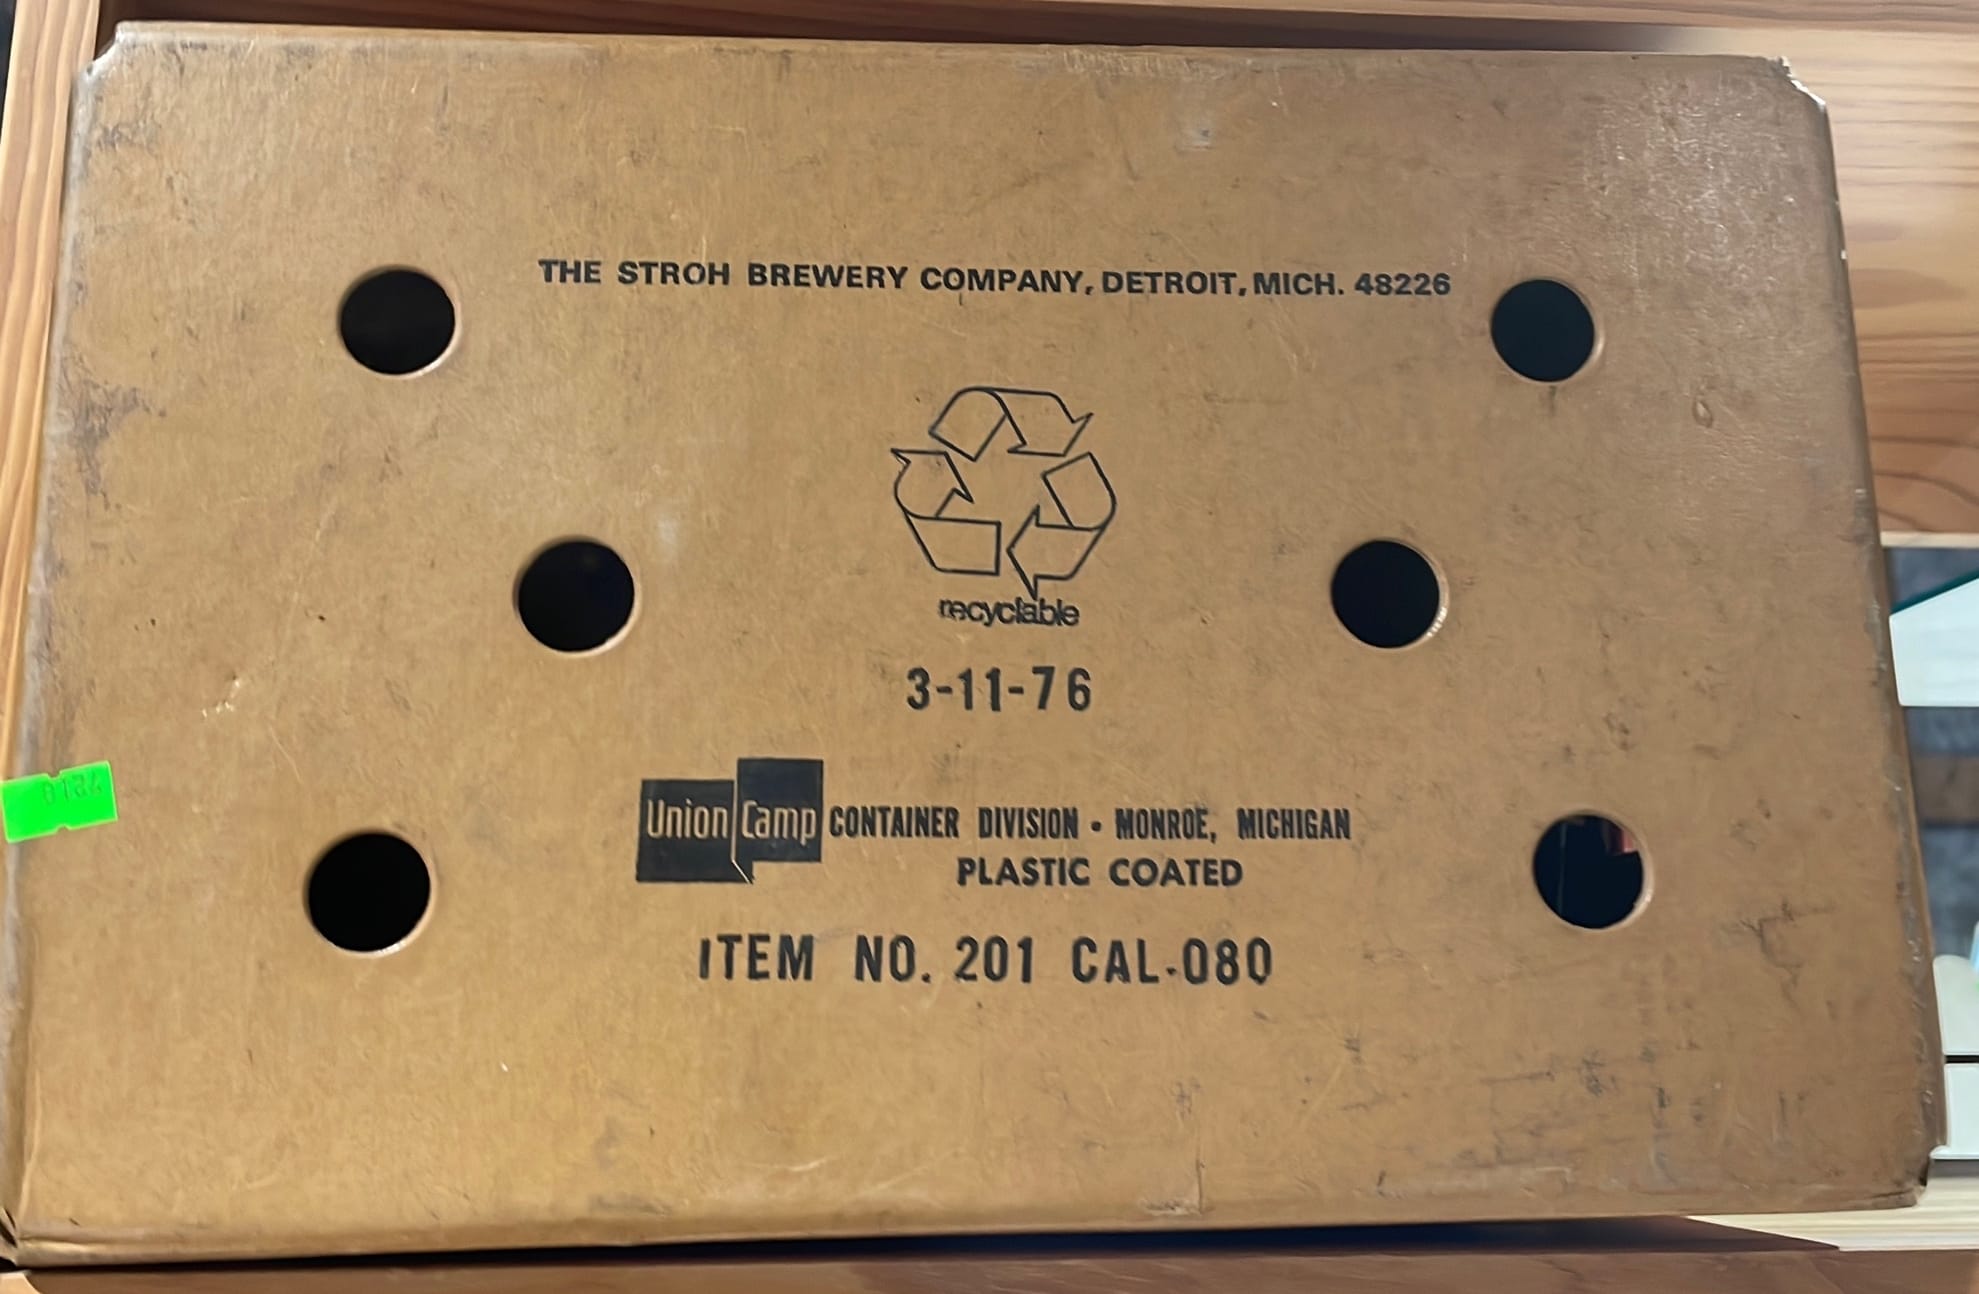 THE STROH BREWERY COMPANY, DETROIT, MICH. 48226
recyclable
3-11-76
Union Camp CONTAINER DIVISION • MONROE, MICHIGAN
PLASTIC COATED
ITEM NO. 201 CAL-080